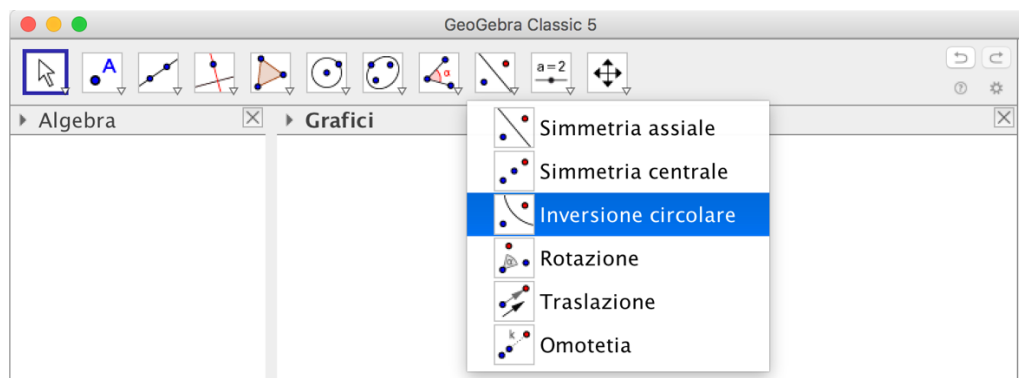 GeoGebra Classic 5
A
α
a=2
Algebra
Grafici
Simmetria assiale
Simmetria centrale
Inversione circolare
α
Rotazione
Traslazione
k
Omotetia